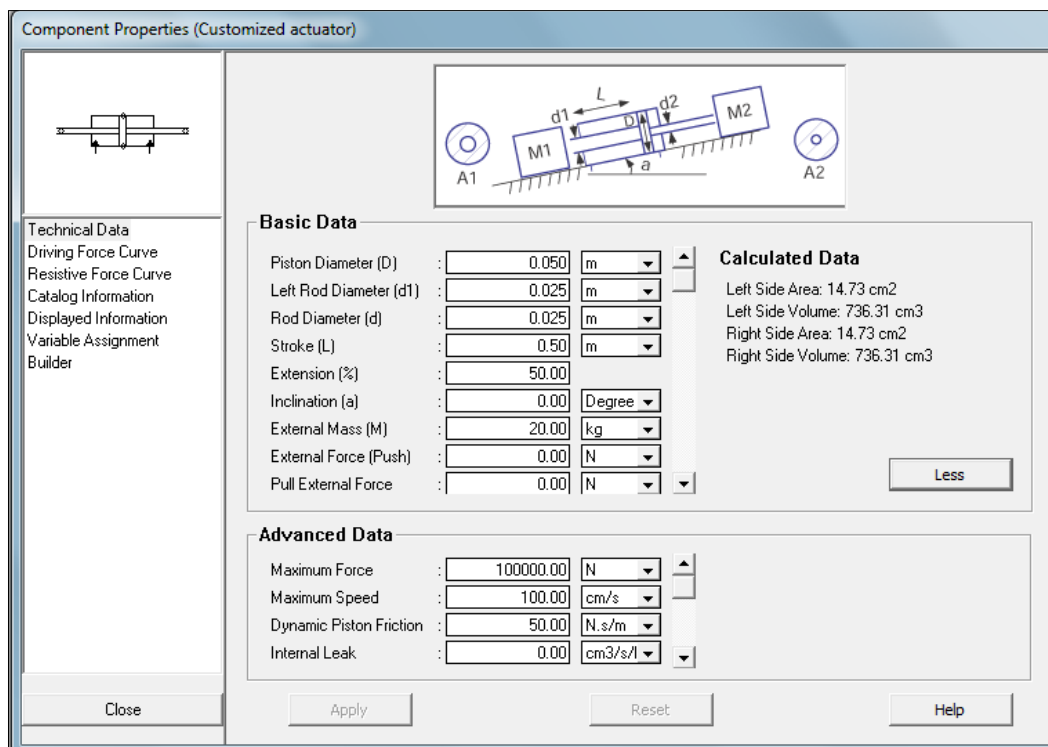 Component Properties (Customized actuator)
L
d1
d2
D
M1
M2
a
A1
A2
Technical Data
Driving Force Curve
Resistive Force Curve
Catalog Information
Displayed Information
Variable Assignment
Builder
Basic Data
Piston Diameter (D) : 0.050 m
Left Rod Diameter (d1) : 0.025 m
Rod Diameter (d) : 0.025 m
Stroke (L) : 0.50 m
Extension (%) : 50.00
Inclination (a) : 0.00 Degree
External Mass (M) : 20.00 kg
External Force (Push) : 0.00 N
Pull External Force : 0.00 N
Calculated Data
Left Side Area: 14.73 cm2
Left Side Volume: 736.31 cm3
Right Side Area: 14.73 cm2
Right Side Volume: 736.31 cm3
Less
Advanced Data
Maximum Force : 100000.00 N
Maximum Speed : 100.00 cm/s
Dynamic Piston Friction : 50.00 N.s/m
Internal Leak : 0.00 cm3/s/l
Close
Apply
Reset
Help